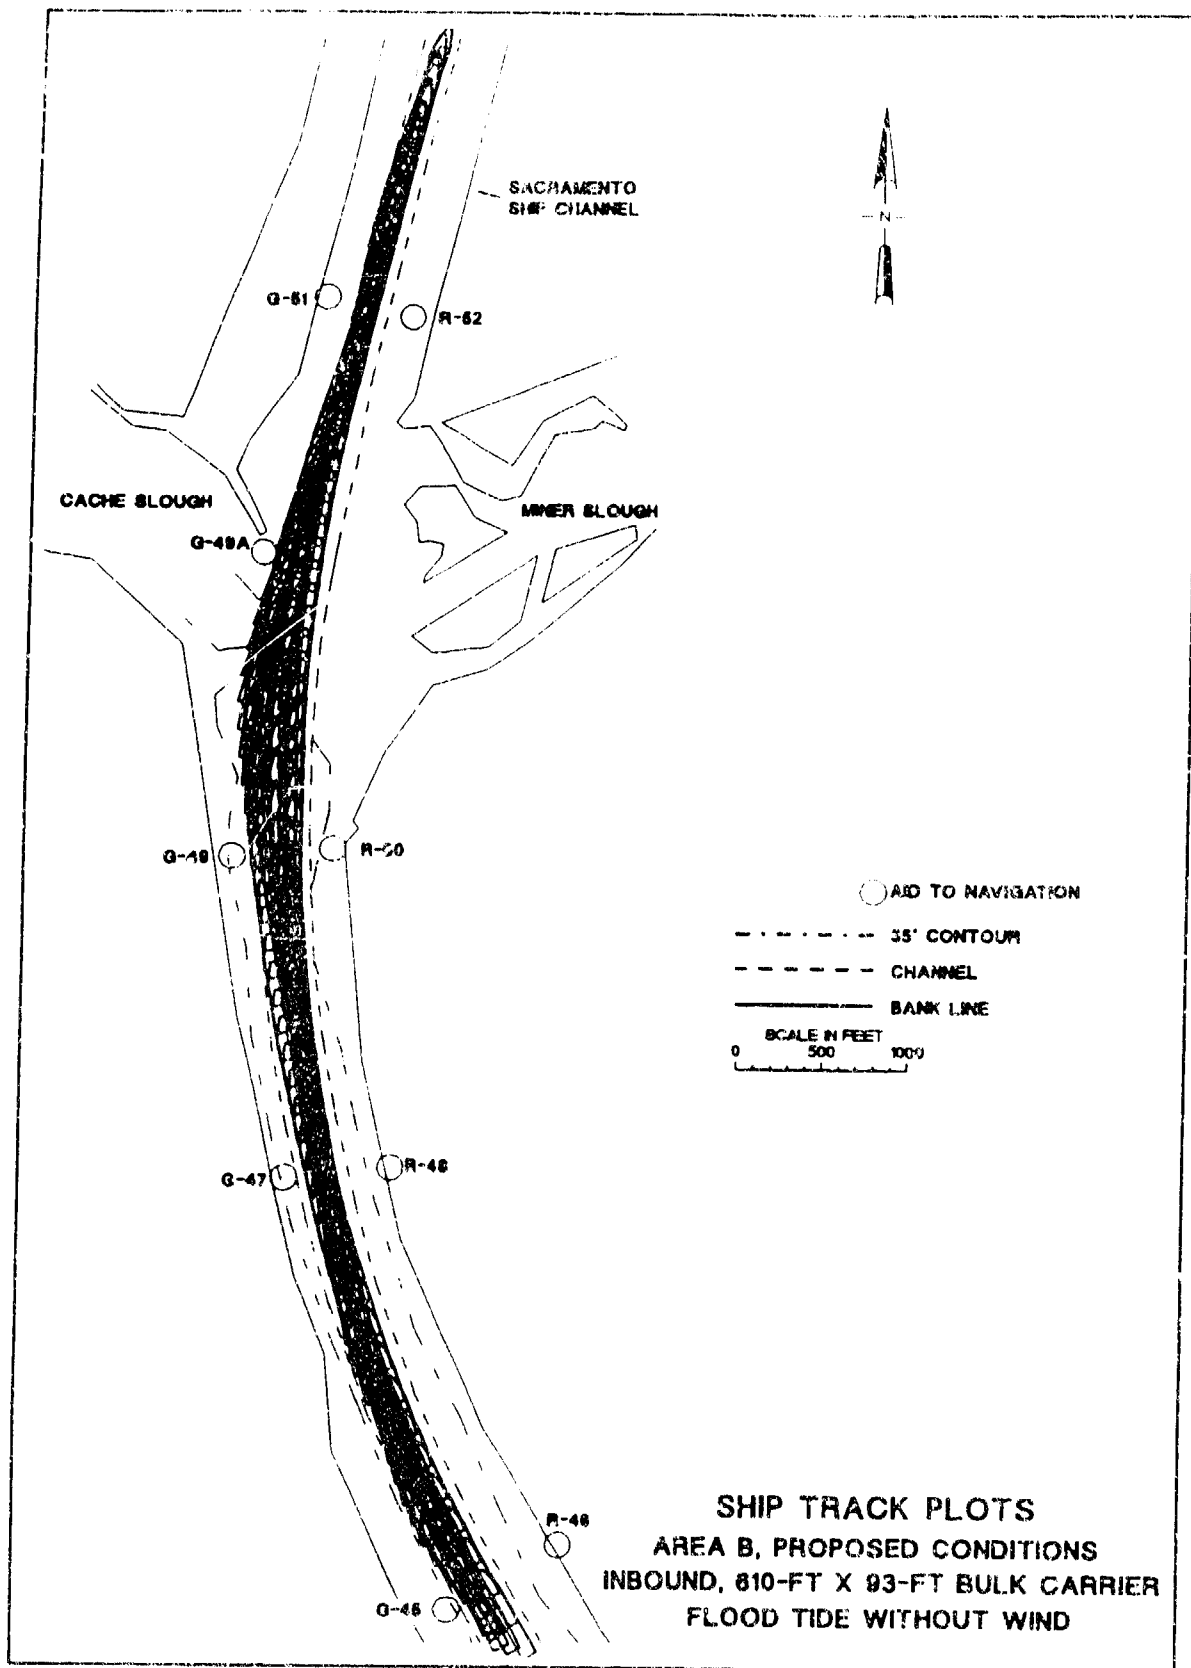 SACRAMENTO
SHIP CHANNEL
N
G-51
R-52
CACHE SLOUGH
MINER SLOUGH
G-49A
G-49
R-50
AID TO NAVIGATION
35' CONTOUR
CHANNEL
BANK LINE
SCALE IN FEET
0 500 1000
G-47
R-48
R-46
G-45
SHIP TRACK PLOTS
AREA B, PROPOSED CONDITIONS
INBOUND, 610-FT X 93-FT BULK CARRIER
FLOOD TIDE WITHOUT WIND